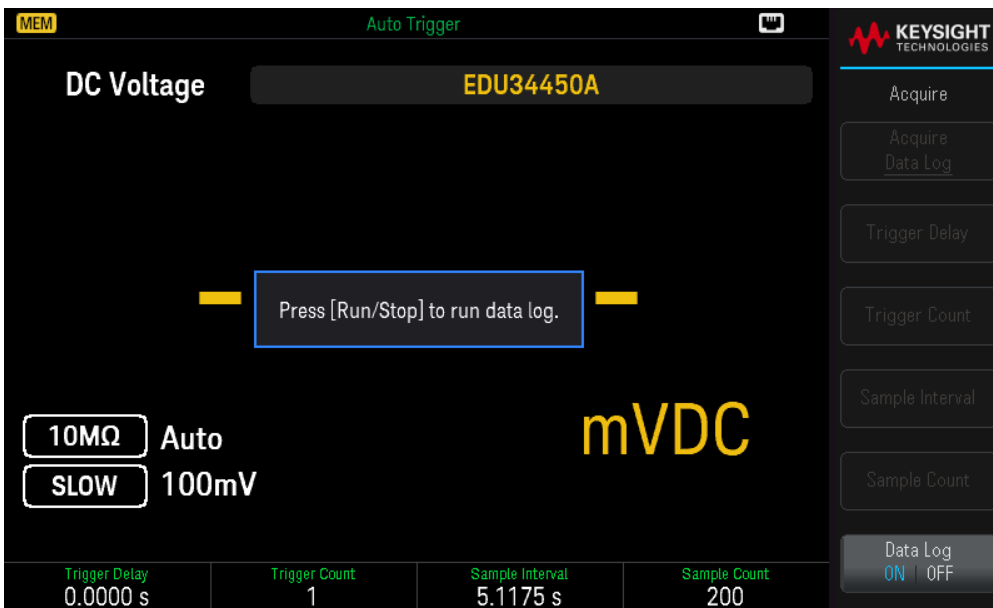 MEM
Auto Trigger
KEYSIGHT
TECHNOLOGIES
DC Voltage
EDU34450A
Acquire
Acquire
Data Log
Trigger Delay
Press [Run/Stop] to run data log.
Trigger Count
Sample Interval
10MΩ Auto
mVDC
SLOW 100mV
Sample Count
Data Log
ON OFF
Trigger Delay
0.0000 s
Trigger Count
1
Sample Interval
5.1175 s
Sample Count
200